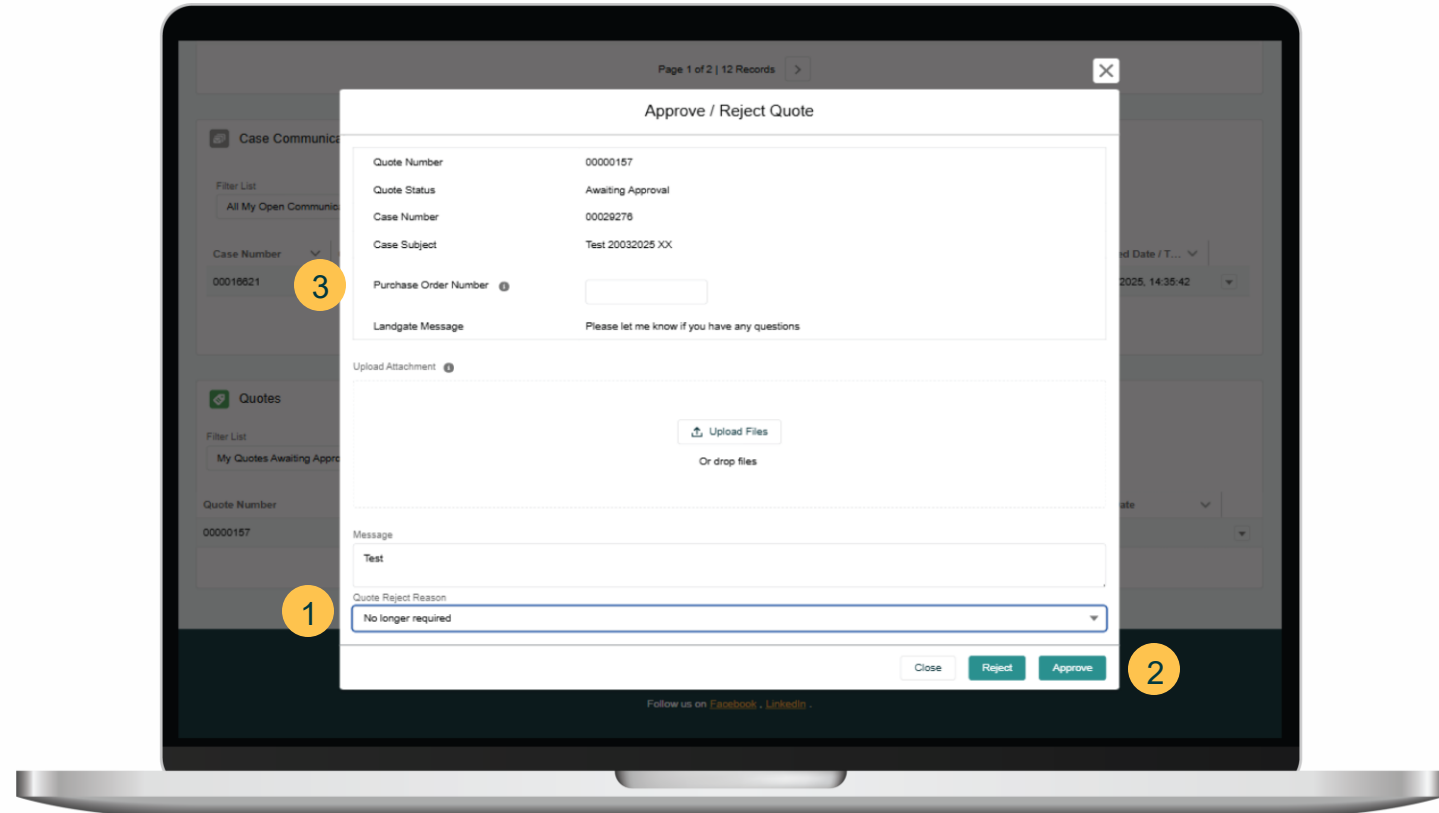 Page 1 of 2 | 12 Records
Approve / Reject Quote
Case Communica
Quote Number 00000157
Filter List
Quote Status Awaiting Approval
All My Open Communic
Case Number 00029276
Case Subject Test 20032025 XX
Case Number
ed Date / T...
00016621
2025, 14:35:42
3
Purchase Order Number
Landgate Message Please let me know if you have any questions
Upload Attachment
Quotes
Upload Files
Filter List
My Quotes Awaiting Appro
Or drop files
Quote Number
ate
00000157
Message
Test
Quote Reject Reason
1
No longer required
Close Reject Approve
2
Follow us on Facebook , LinkedIn .